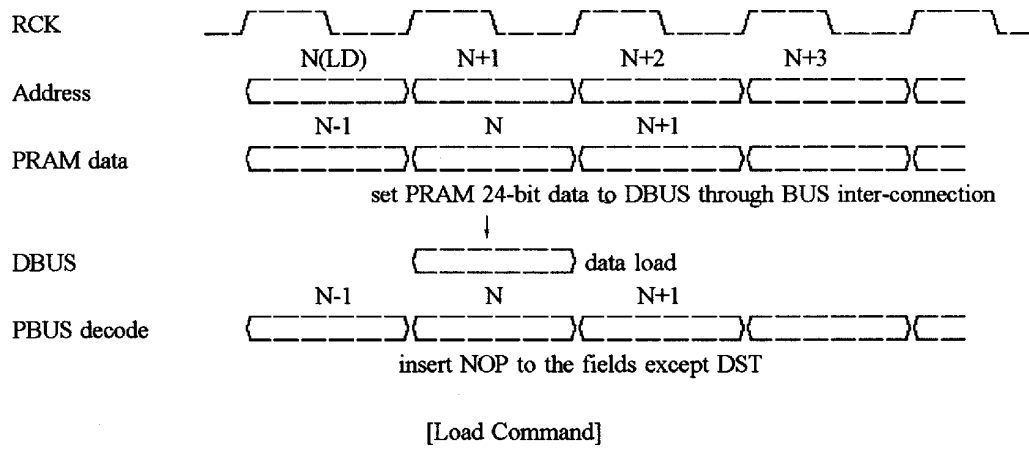 RCK
N(LD) N+1 N+2 N+3
Address
N-1 N N+1
PRAM data
set PRAM 24-bit data to DBUS through BUS inter-connection
DBUS data load
N-1 N N+1
PBUS decode
insert NOP to the fields except DST
[Load Command]